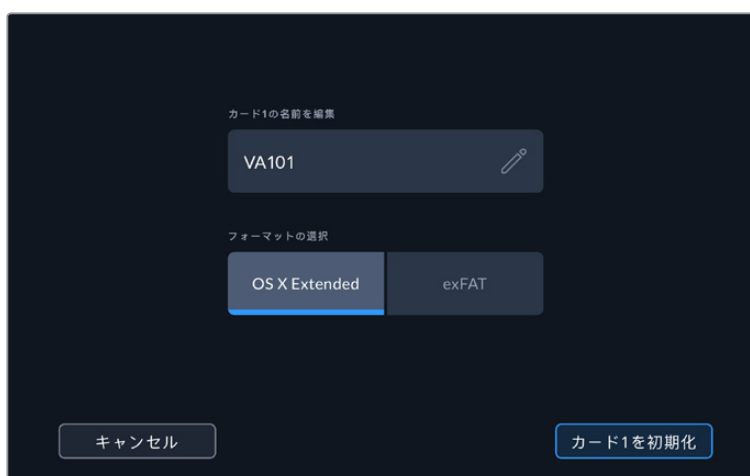 カード1の名前を編集
VA101
フォーマットの選択
OS X Extended
exFAT
キャンセル
カード1を初期化